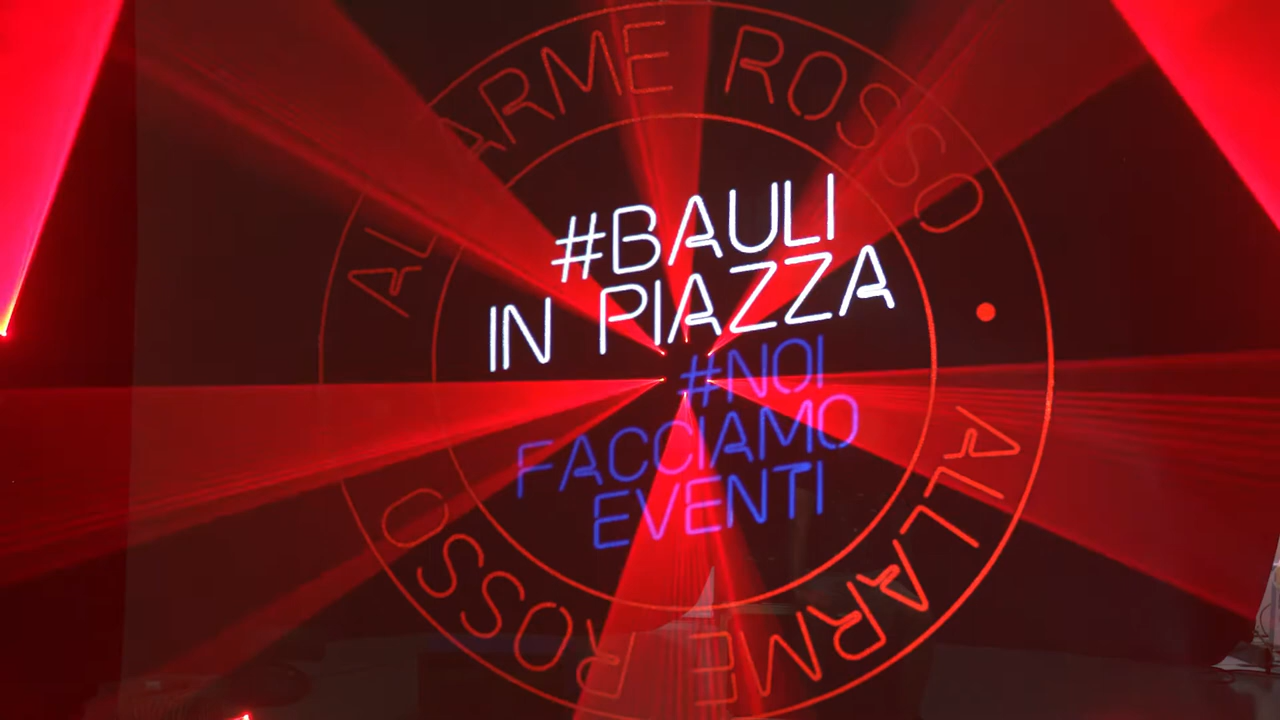 ALLARME ROSSO
#BAULI
IN PIAZZA
#NOI
FACCIAMO
EVENTI
ALLARME ROSSO